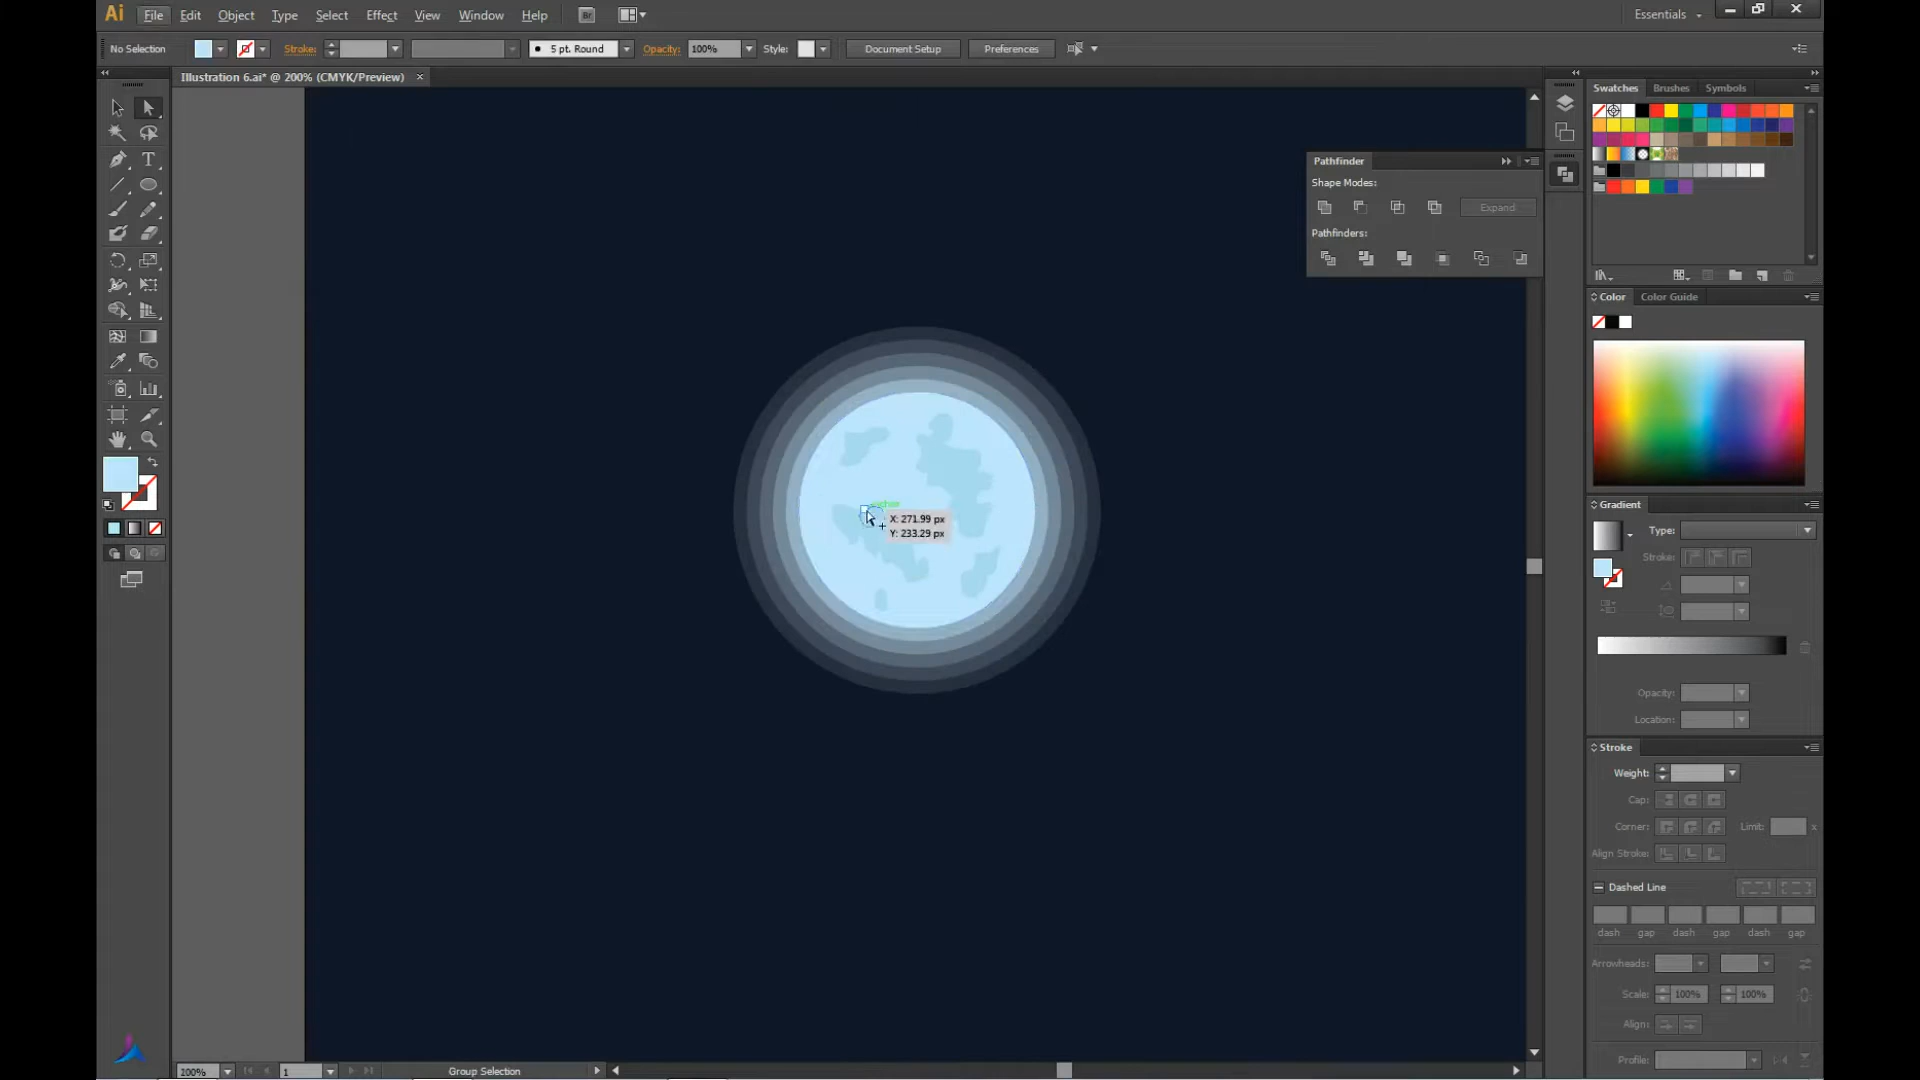 Ai File Edit Object Type Select Effect View Window Help Br Essentials
No Selection Stroke: 5 pt. Round Opacity: 100% Style: Document Setup Preferences
Illustration 6.ai* @ 200% (CMYK/Preview) ×
Swatches Brushes Symbols
Pathfinder
Shape Modes:
Expand
Pathfinders:
Color Color Guide
X: 271.99 px
Y: 233.29 px
Gradient
Type:
Stroke:
Opacity:
Location:
Stroke
Weight:
Cap:
Corner: Limit: x
Align Stroke:
Dashed Line
dash gap dash gap dash gap
Arrowheads:
Scale: 100% 100%
Align:
Profile:
200% 1 Group Selection